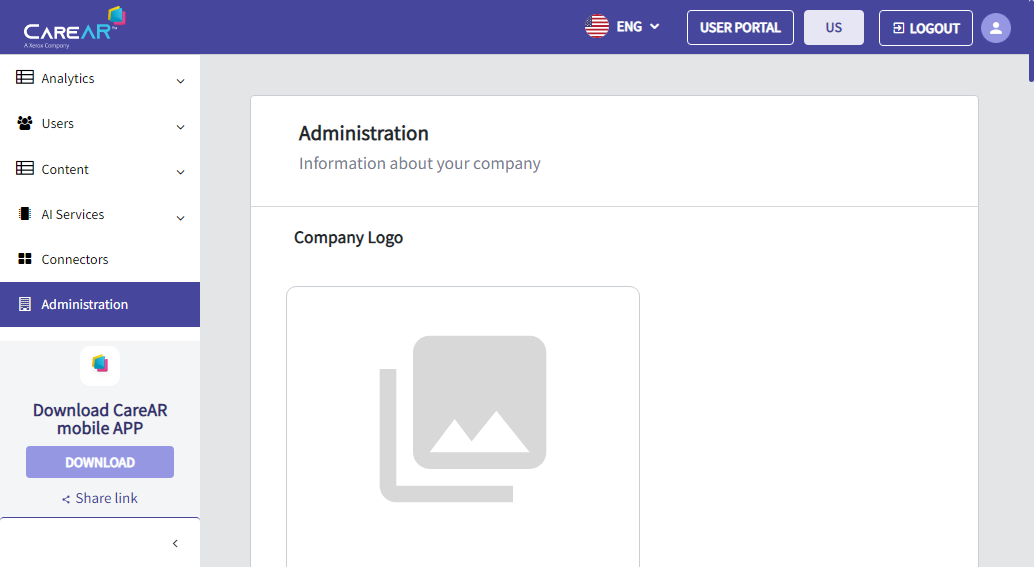 CareAR™
A Xerox Company
ENG
USER PORTAL
US
LOGOUT
Analytics
Users
Content
AI Services
Connectors
Administration
Download CareAR
mobile APP
DOWNLOAD
Share link
Administration
Information about your company
Company Logo